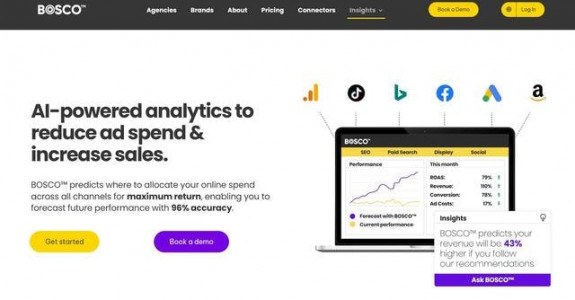 BOSCO™
Agencies Brands About Pricing Connectors Insights
Book a Demo
Log in
AI-powered analytics to
reduce ad spend &
increase sales.
BOSCO™ predicts where to allocate your online spend
across all channels for maximum return, enabling you to
forecast future performance with 96% accuracy.
Get started
Book a demo
BOSCO™
SEO Paid Search Display Social
Performance
This month
ROAS: 79%
Revenue: 110%
Conversion: 78%
Ad Costs: 17%
Forecast with BOSCO™
Current performance
Insights
BOSCO™ predicts your
revenue will be 43%
higher if you follow
our recommendations.
Ask BOSCO™